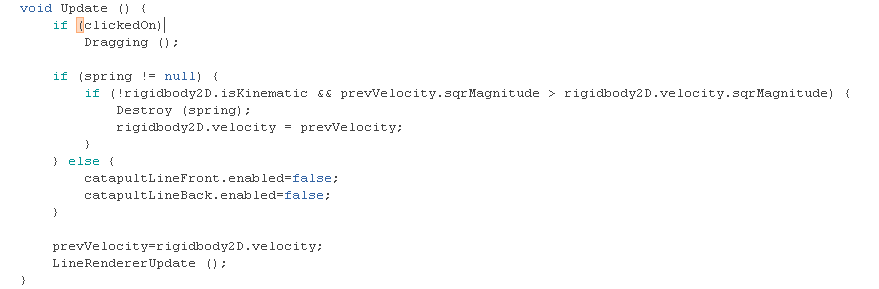 void Update () {
    if (clickedOn)
        Dragging ();

    if (spring != null) {
        if (!rigidbody2D.isKinematic && prevVelocity.sqrMagnitude > rigidbody2D.velocity.sqrMagnitude) {
            Destroy (spring);
            rigidbody2D.velocity = prevVelocity;
        }
    } else {
        catapultLineFront.enabled=false;
        catapultLineBack.enabled=false;
    }

    prevVelocity=rigidbody2D.velocity;
    LineRendererUpdate ();
}